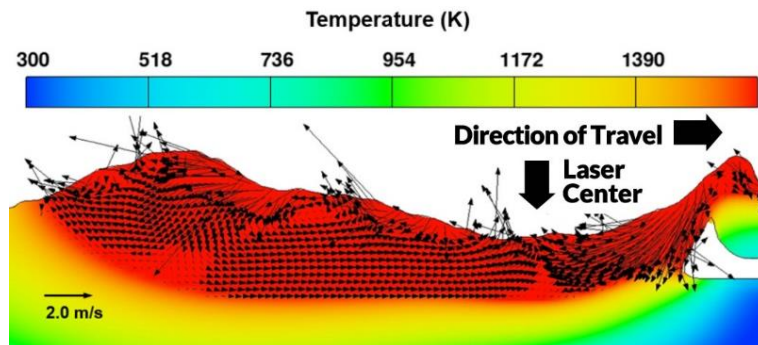 Temperature (K)
300 518 736 954 1172 1390
Direction of Travel
Laser
Center
2.0 m/s